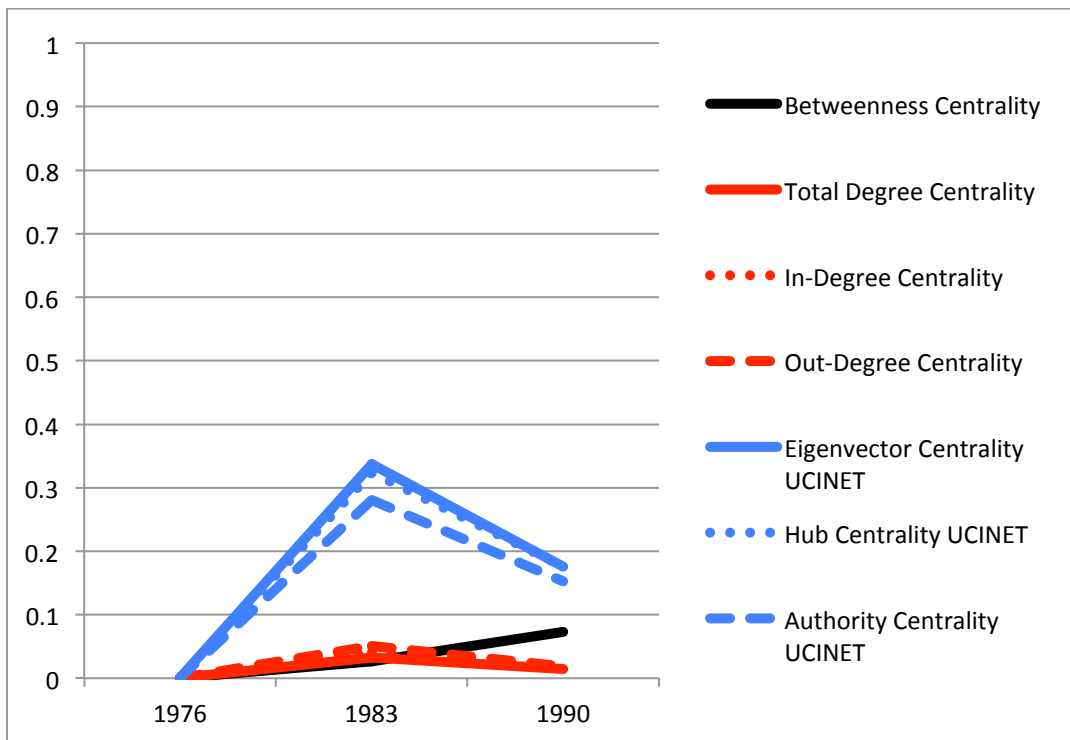 1
0.9
0.8
0.7
0.6
0.5
0.4
0.3
0.2
0.1
0
1976 1983 1990
Betweenness Centrality
Total Degree Centrality
In-Degree Centrality
Out-Degree Centrality
Eigenvector Centrality
UCINET
Hub Centrality UCINET
Authority Centrality
UCINET